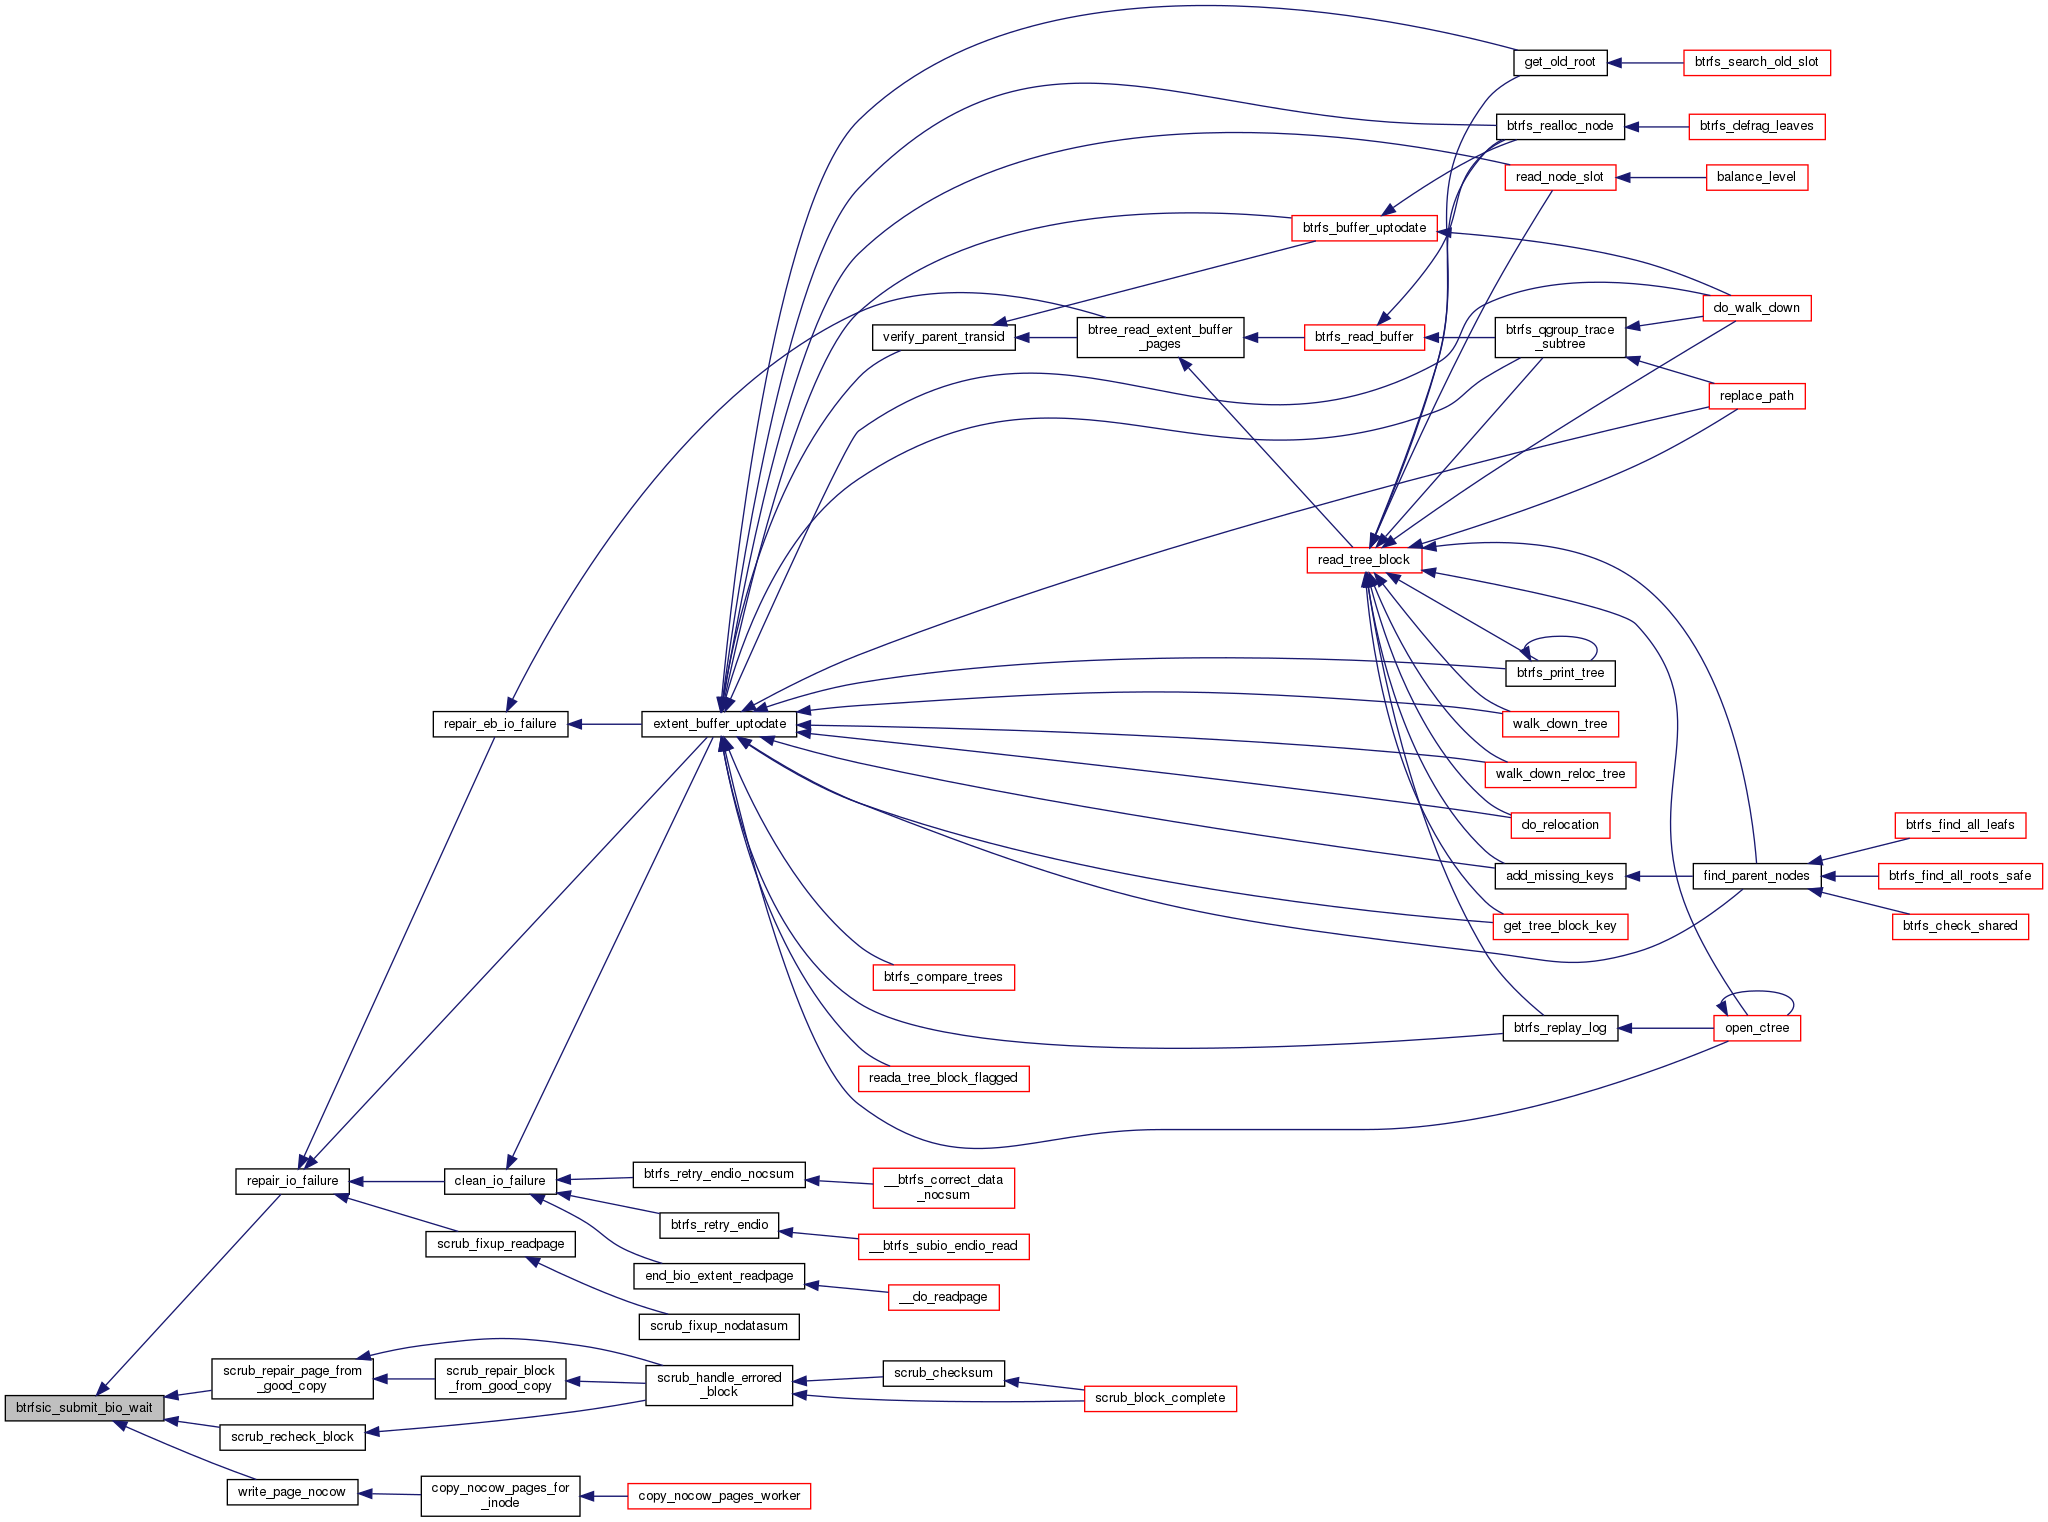 get_old_root
btrfs_search_old_slot
btrfs_realloc_node
btrfs_defrag_leaves
read_node_slot
balance_level
btrfs_buffer_uptodate
do_walk_down
verify_parent_transid
btree_read_extent_buffer
_pages
btrfs_read_buffer
btrfs_qgroup_trace
_subtree
replace_path
read_tree_block
btrfs_print_tree
repair_eb_io_failure
extent_buffer_uptodate
walk_down_tree
walk_down_reloc_tree
do_relocation
btrfs_find_all_leafs
add_missing_keys
find_parent_nodes
btrfs_find_all_roots_safe
get_tree_block_key
btrfs_check_shared
btrfs_compare_trees
btrfs_replay_log
open_ctree
reada_tree_block_flagged
repair_io_failure
clean_io_failure
btrfs_retry_endio_nocsum
__btrfs_correct_data
_nocsum
btrfs_retry_endio
scrub_fixup_readpage
__btrfs_subio_endio_read
end_bio_extent_readpage
__do_readpage
scrub_fixup_nodatasum
scrub_repair_page_from
_good_copy
scrub_repair_block
_from_good_copy
scrub_handle_errored
_block
scrub_checksum
scrub_block_complete
btrfsic_submit_bio_wait
scrub_recheck_block
write_page_nocow
copy_nocow_pages_for
_inode
copy_nocow_pages_worker